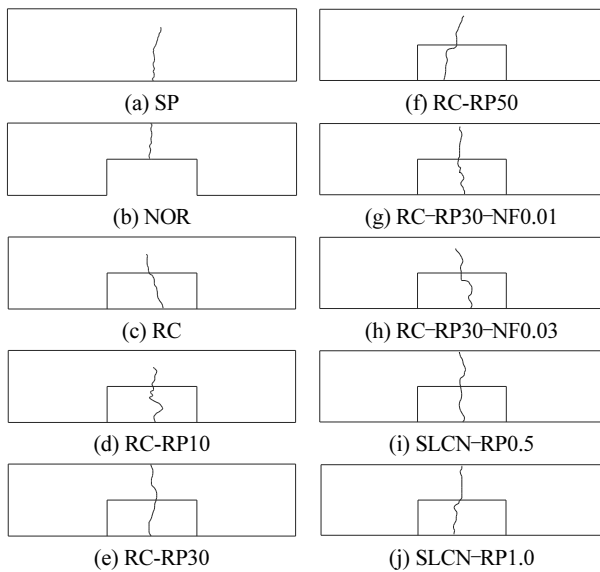 (a) SP
(b) NOR
(c) RC
(d) RC-RP10
(e) RC-RP30
(f) RC-RP50
(g) RC-RP30-NF0.01
(h) RC-RP30-NF0.03
(i) SLCN-RP0.5
(j) SLCN-RP1.0